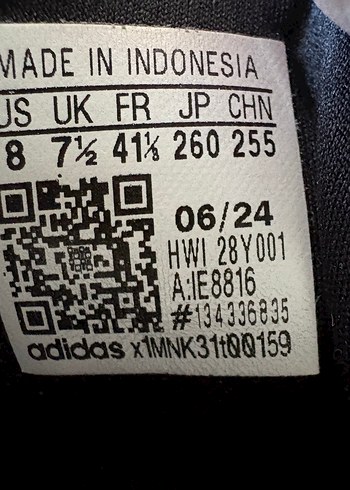 MADE IN INDONESIA
US UK FR JP CHN
8 7½ 41⅓ 260 255
06/24
HWI 28Y001
A:IE8816
#134336835
adidas x1MNK31t00159